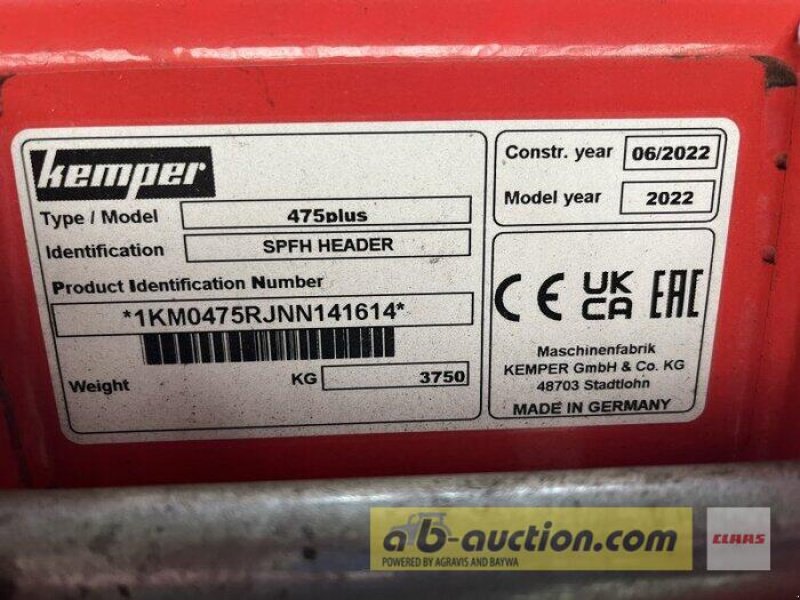 kemper
Type / Model 475plus
Identification SPFH HEADER
Product Identification Number
*1KM0475RJNN141614*
Weight KG 3750
Constr. year 06/2022
Model year 2022
CE UK CA EAC
Maschinenfabrik
KEMPER GmbH & Co. KG
48703 Stadtlohn
MADE IN GERMANY
ab-auction.com
POWERED BY AGRAVIS AND BAYWA
CLAAS